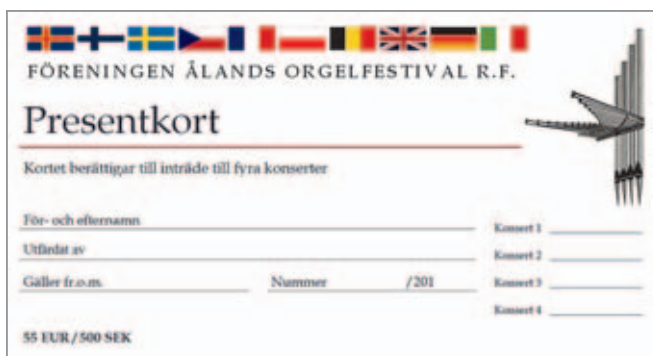 FÖRENINGEN ÅLANDS ORGELFESTIVAL R.F.
Presentkort
Kortet berättigar till inträde till fyra konserter
För- och efternamn
Utfärdat av
Gäller fr.o.m. Nummer /201
Konsert 1
Konsert 2
Konsert 3
Konsert 4
55 EUR/500 SEK